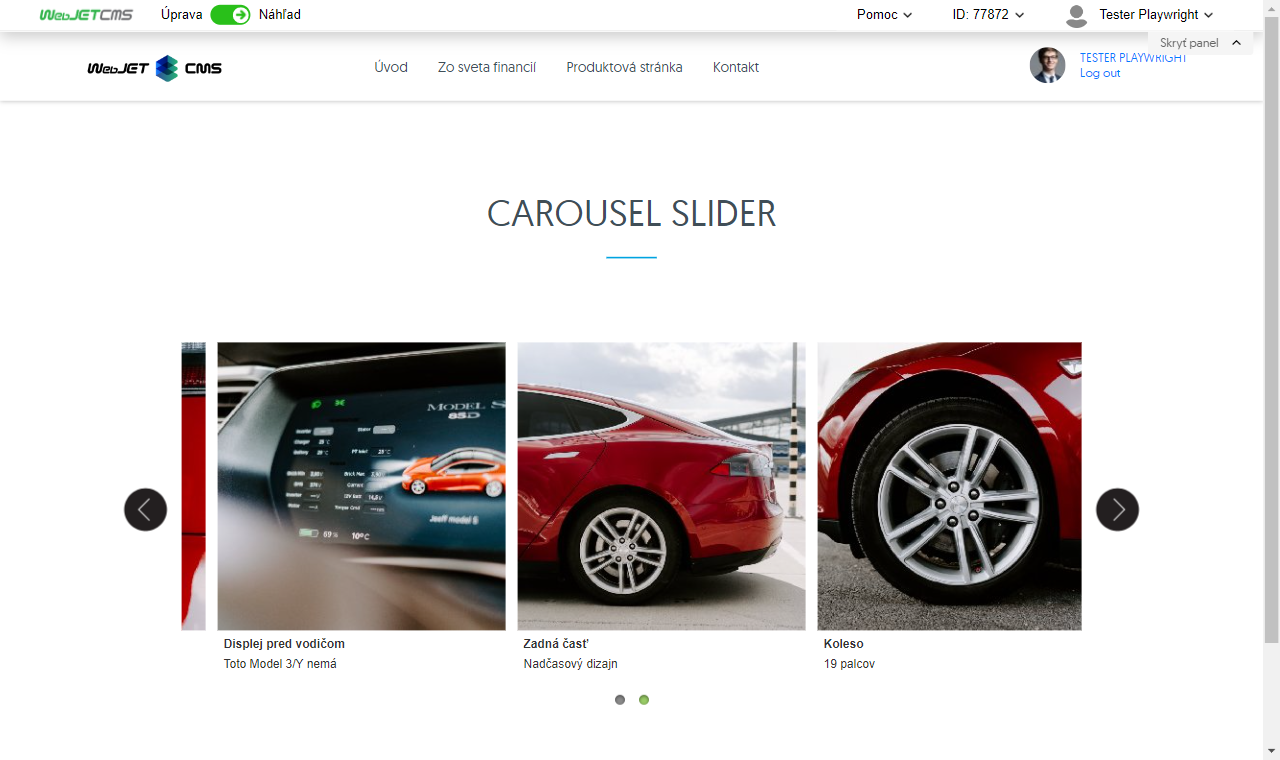 WebJETCMS Úprava Náhľad Pomoc ID: 77872 Tester Playwright
Skryť panel
WebJET CMS Úvod Zo sveta financií Produktová stránka Kontakt TESTER PLAYWRIGHT
Log out
CAROUSEL SLIDER
MODEL S
85D
Displej pred vodičom
Toto Model 3/Y nemá
Zadná časť
Nadčasový dizajn
Koleso
19 palcov